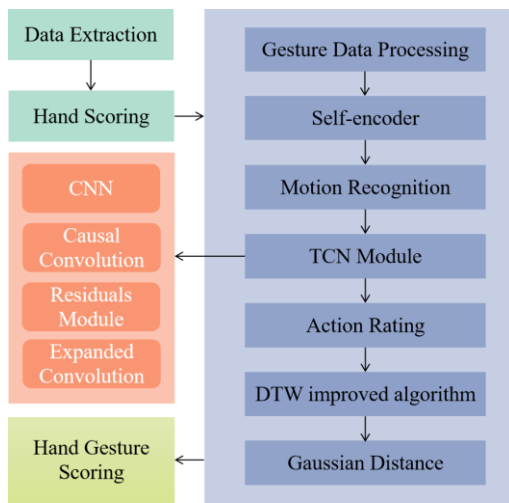 Data Extraction
Hand Scoring
CNN
Causal
Convolution
Residuals
Module
Expanded
Convolution
Hand Gesture
Scoring
Gesture Data Processing
Self-encoder
Motion Recognition
TCN Module
Action Rating
DTW improved algorithm
Gaussian Distance